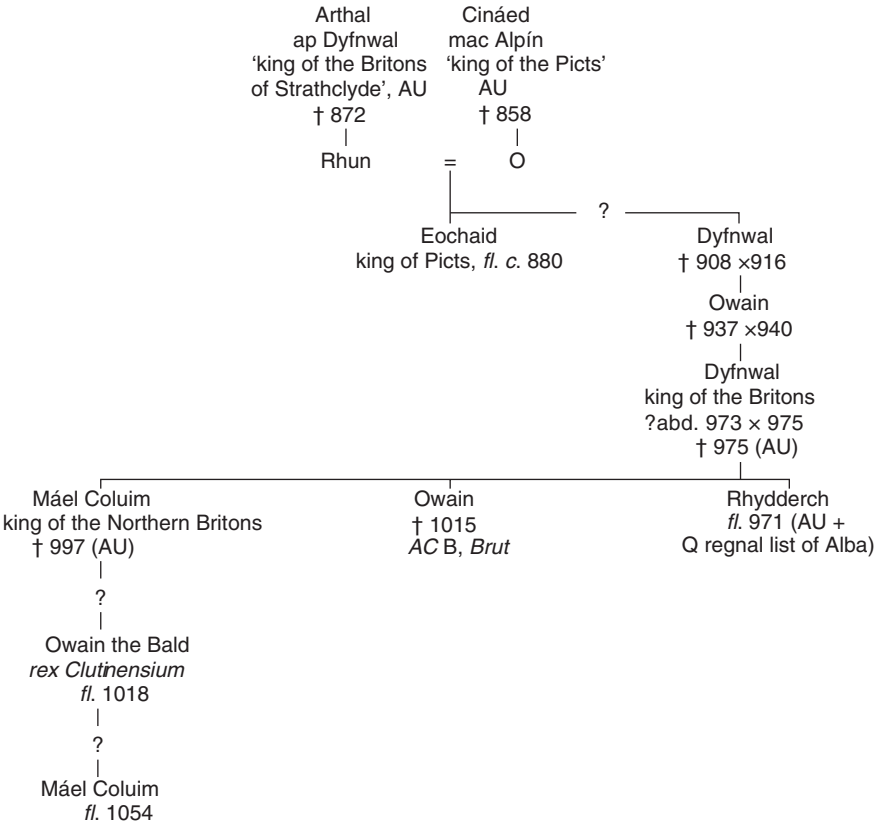 Arthal
ap Dyfnwal
'king of the Britons
of Strathclyde', AU
† 872
Cináed
mac Alpín
'king of the Picts'
AU
† 858
Rhun = O
?
Eochaid
king of Picts, fl. c. 880
Dyfnwal
† 908 ×916
Owain
† 937 ×940
Dyfnwal
king of the Britons
?abd. 973 × 975
† 975 (AU)
Máel Coluim
king of the Northern Britons
† 997 (AU)
Owain
† 1015
AC B, Brut
Rhydderch
fl. 971 (AU +
Q regnal list of Alba)
?
Owain the Bald
rex Clutinensium
fl. 1018
?
Máel Coluim
fl. 1054